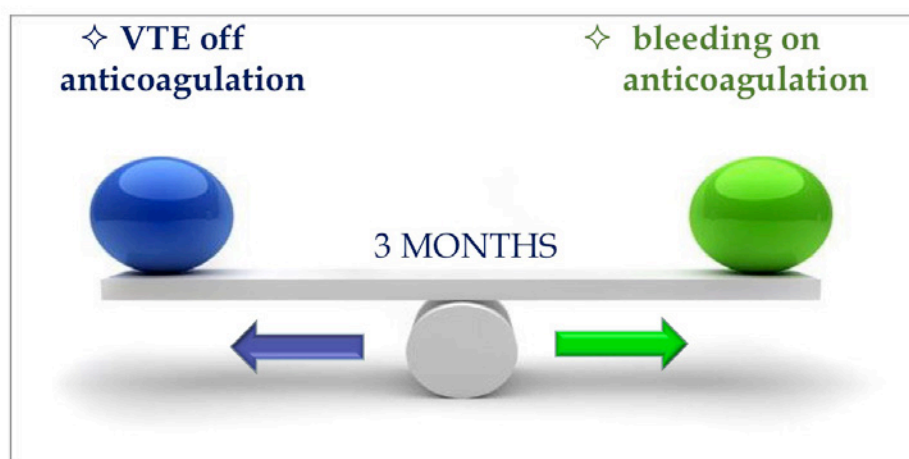 ✧ VTE off
anticoagulation
✧ bleeding on
anticoagulation
3 MONTHS